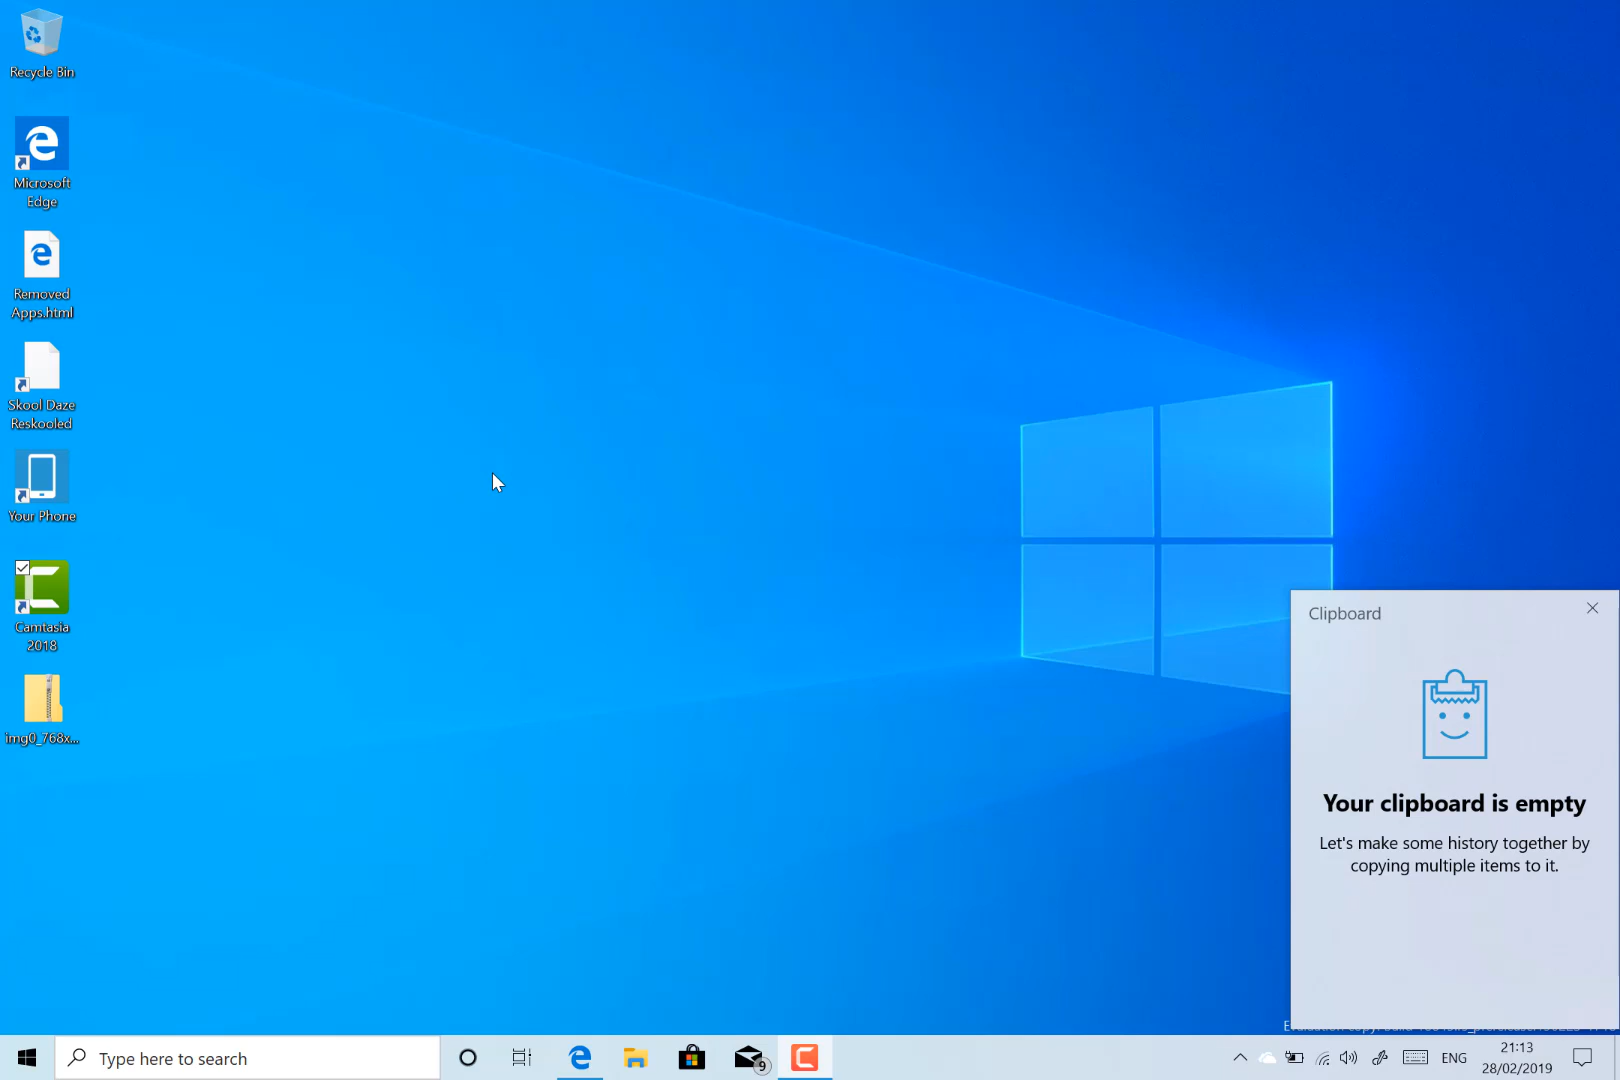 Recycle Bin
Microsoft
Edge
Removed
Apps.html
Skool Daze
Reskooled
Your Phone
Camtasia
2018
img0_768x...
Clipboard
Your clipboard is empty
Let's make some history together by
copying multiple items to it.
Type here to search
9
ENG
21:13
28/02/2019